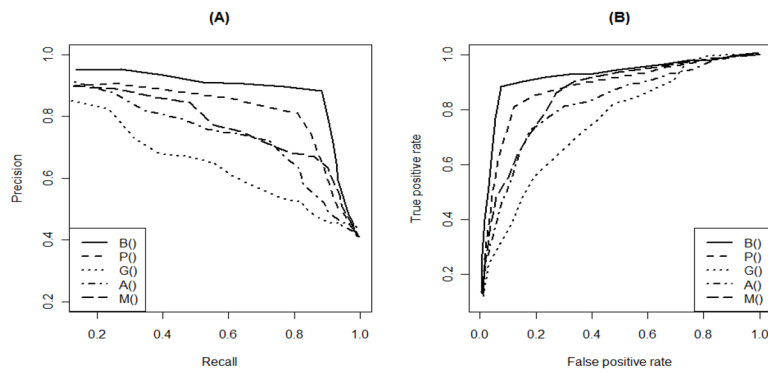 (A)
Precision
1.0
0.8
0.6
0.4
0.2
B()
P()
G()
A()
M()
0.2 0.4 0.6 0.8 1.0
Recall
(B)
True positive rate
1.0
0.8
0.6
0.4
0.2
B()
P()
G()
A()
M()
0.0 0.2 0.4 0.6 0.8 1.0
False positive rate